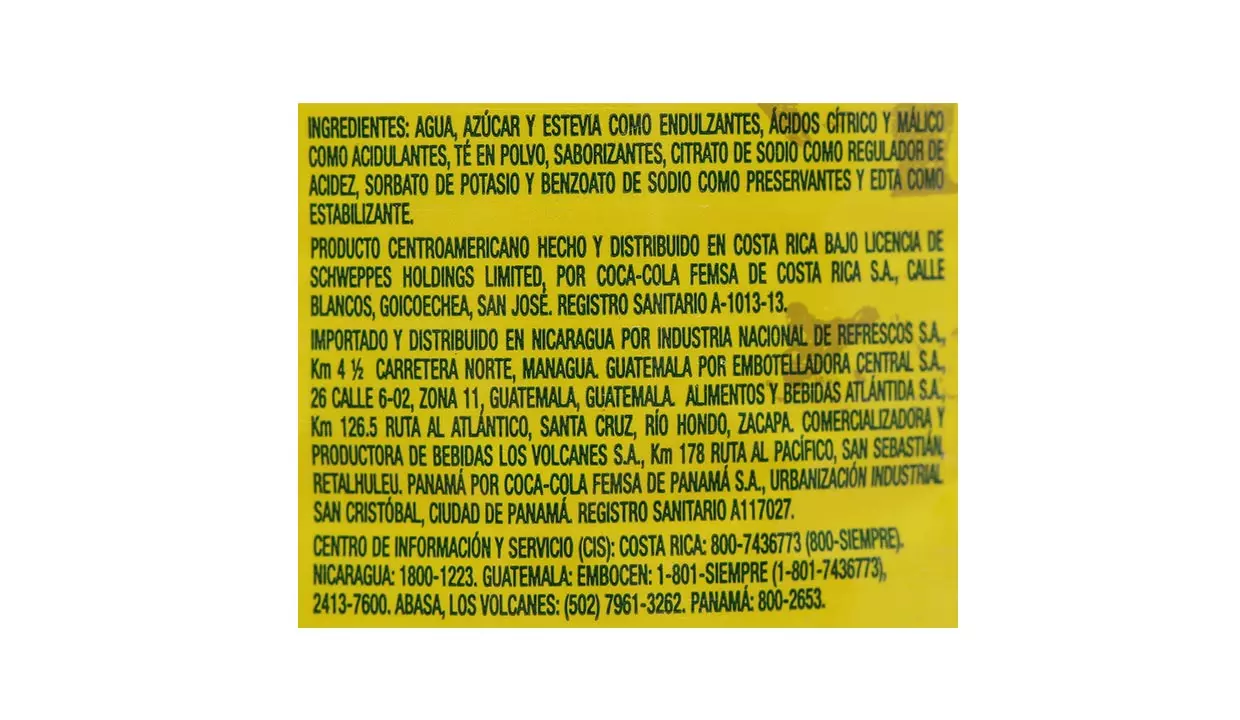 INGREDIENTES: AGUA, AZÚCAR Y ESTEVIA COMO ENDULZANTES, ÁCIDOS CÍTRICO Y MÁLICO
COMO ACIDULANTES, TÉ EN POLVO, SABORIZANTES, CITRATO DE SODIO COMO REGULADOR DE
ACIDEZ, SORBATO DE POTASIO Y BENZOATO DE SODIO COMO PRESERVANTES Y EDTA COMO
ESTABILIZANTE.
PRODUCTO CENTROAMERICANO HECHO Y DISTRIBUIDO EN COSTA RICA BAJO LICENCIA DE
SCHWEPPES HOLDINGS LIMITED, POR COCA-COLA FEMSA DE COSTA RICA S.A., CALLE
BLANCOS, GOICOECHEA, SAN JOSÉ. REGISTRO SANITARIO A-1013-13.
IMPORTADO Y DISTRIBUIDO EN NICARAGUA POR INDUSTRIA NACIONAL DE REFRESCOS S.A.,
Km 4 ½ CARRETERA NORTE, MANAGUA. GUATEMALA POR EMBOTELLADORA CENTRAL S.A.,
26 CALLE 6-02, ZONA 11, GUATEMALA, GUATEMALA. ALIMENTOS Y BEBIDAS ATLÁNTIDA S.A.,
Km 126.5 RUTA AL ATLÁNTICO, SANTA CRUZ, RÍO HONDO, ZACAPA. COMERCIALIZADORA Y
PRODUCTORA DE BEBIDAS LOS VOLCANES S.A., Km 178 RUTA AL PACÍFICO, SAN SEBASTIÁN,
RETALHULEU. PANAMÁ POR COCA-COLA FEMSA DE PANAMÁ S.A., URBANIZACIÓN INDUSTRIAL
SAN CRISTÓBAL, CIUDAD DE PANAMÁ. REGISTRO SANITARIO A117027.
CENTRO DE INFORMACIÓN Y SERVICIO (CIS): COSTA RICA: 800-7436773 (800-SIEMPRE).
NICARAGUA: 1800-1223. GUATEMALA: EMBOCEN: 1-801-SIEMPRE (1-801-7436773),
2413-7600. ABASA, LOS VOLCANES: (502) 7961-3262. PANAMÁ: 800-2653.